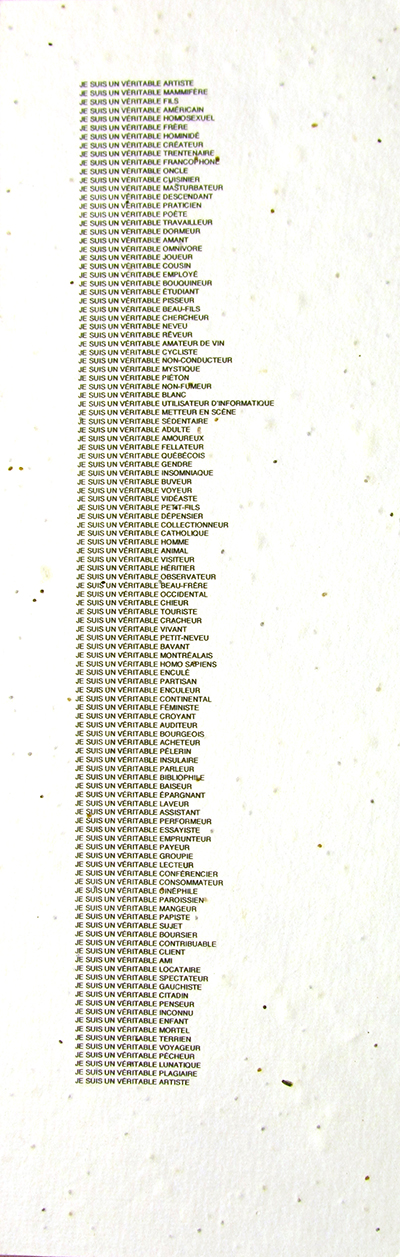 JE SUIS UN VÉRITABLE ARTISTE
JE SUIS UN VÉRITABLE MAMMIFÈRE
JE SUIS UN VÉRITABLE FILS
JE SUIS UN VÉRITABLE AMÉRICAIN
JE SUIS UN VÉRITABLE HOMOSEXUEL
JE SUIS UN VÉRITABLE FRÈRE
JE SUIS UN VÉRITABLE HOMINIDÉ
JE SUIS UN VÉRITABLE CRÉATEUR
JE SUIS UN VÉRITABLE TRENTENAIRE
JE SUIS UN VÉRITABLE FRANCOPHONE
JE SUIS UN VÉRITABLE ONCLE
JE SUIS UN VÉRITABLE CUISINIER
JE SUIS UN VÉRITABLE MASTURBATEUR
JE SUIS UN VÉRITABLE DESCENDANT
JE SUIS UN VÉRITABLE PRATICIEN
JE SUIS UN VÉRITABLE POÈTE
JE SUIS UN VÉRITABLE TRAVAILLEUR
JE SUIS UN VÉRITABLE DORMEUR
JE SUIS UN VÉRITABLE AMANT
JE SUIS UN VÉRITABLE OMNIVORE
JE SUIS UN VÉRITABLE JOUEUR
JE SUIS UN VÉRITABLE COUSIN
JE SUIS UN VÉRITABLE EMPLOYÉ
JE SUIS UN VÉRITABLE BOUQUINEUR
JE SUIS UN VÉRITABLE ÉTUDIANT
JE SUIS UN VÉRITABLE PISSEUR
JE SUIS UN VÉRITABLE BEAU-FILS
JE SUIS UN VÉRITABLE CHERCHEUR
JE SUIS UN VÉRITABLE NEVEU
JE SUIS UN VÉRITABLE RÊVEUR
JE SUIS UN VÉRITABLE AMATEUR DE VIN
JE SUIS UN VÉRITABLE CYCLISTE
JE SUIS UN VÉRITABLE NON-CONDUCTEUR
JE SUIS UN VÉRITABLE MYSTIQUE
JE SUIS UN VÉRITABLE PIÉTON
JE SUIS UN VÉRITABLE NON-FUMEUR
JE SUIS UN VÉRITABLE BLANC
JE SUIS UN VÉRITABLE UTILISATEUR D'INFORMATIQUE
JE SUIS UN VÉRITABLE METTEUR EN SCÈNE
JE SUIS UN VÉRITABLE SÉDENTAIRE
JE SUIS UN VÉRITABLE ADULTE
JE SUIS UN VÉRITABLE AMOUREUX
JE SUIS UN VÉRITABLE FELLATEUR
JE SUIS UN VÉRITABLE QUÉBÉCOIS
JE SUIS UN VÉRITABLE GENDRE
JE SUIS UN VÉRITABLE INSOMNIAQUE
JE SUIS UN VÉRITABLE BUVEUR
JE SUIS UN VÉRITABLE VOYEUR
JE SUIS UN VÉRITABLE VIDÉASTE
JE SUIS UN VÉRITABLE PETIT-FILS
JE SUIS UN VÉRITABLE DÉPENSIER
JE SUIS UN VÉRITABLE COLLECTIONNEUR
JE SUIS UN VÉRITABLE CATHOLIQUE
JE SUIS UN VÉRITABLE HOMME
JE SUIS UN VÉRITABLE ANIMAL
JE SUIS UN VÉRITABLE VISITEUR
JE SUIS UN VÉRITABLE HÉRITIER
JE SUIS UN VÉRITABLE OBSERVATEUR
JE SUIS UN VÉRITABLE BEAU-FRÈRE
JE SUIS UN VÉRITABLE OCCIDENTAL
JE SUIS UN VÉRITABLE CHIEUR
JE SUIS UN VÉRITABLE TOURISTE
JE SUIS UN VÉRITABLE CRACHEUR
JE SUIS UN VÉRITABLE VIVANT
JE SUIS UN VÉRITABLE PETIT-NEVEU
JE SUIS UN VÉRITABLE BAVANT
JE SUIS UN VÉRITABLE MONTRÉALAIS
JE SUIS UN VÉRITABLE HOMO SAPIENS
JE SUIS UN VÉRITABLE ENCULÉ
JE SUIS UN VÉRITABLE PARTISAN
JE SUIS UN VÉRITABLE ENCULEUR
JE SUIS UN VÉRITABLE CONTINENTAL
JE SUIS UN VÉRITABLE FÉMINISTE
JE SUIS UN VÉRITABLE CROYANT
JE SUIS UN VÉRITABLE AUDITEUR
JE SUIS UN VÉRITABLE BOURGEOIS
JE SUIS UN VÉRITABLE ACHETEUR
JE SUIS UN VÉRITABLE PÈLERIN
JE SUIS UN VÉRITABLE INSULAIRE
JE SUIS UN VÉRITABLE PARLEUR
JE SUIS UN VÉRITABLE BIBLIOPHILE
JE SUIS UN VÉRITABLE BAISEUR
JE SUIS UN VÉRITABLE ÉPARGNANT
JE SUIS UN VÉRITABLE LAVEUR
JE SUIS UN VÉRITABLE ASSISTANT
JE SUIS UN VÉRITABLE PERFORMEUR
JE SUIS UN VÉRITABLE ESSAYISTE
JE SUIS UN VÉRITABLE EMPRUNTEUR
JE SUIS UN VÉRITABLE PAYEUR
JE SUIS UN VÉRITABLE GROUPIE
JE SUIS UN VÉRITABLE LECTEUR
JE SUIS UN VÉRITABLE CONFÉRENCIER
JE SUIS UN VÉRITABLE CONSOMMATEUR
JE SUIS UN VÉRITABLE CINÉPHILE
JE SUIS UN VÉRITABLE PAROISSIEN
JE SUIS UN VÉRITABLE MANGEUR
JE SUIS UN VÉRITABLE PAPISTE
JE SUIS UN VÉRITABLE SUJET
JE SUIS UN VÉRITABLE BOURSIER
JE SUIS UN VÉRITABLE CONTRIBUABLE
JE SUIS UN VÉRITABLE CLIENT
JE SUIS UN VÉRITABLE AMI
JE SUIS UN VÉRITABLE LOCATAIRE
JE SUIS UN VÉRITABLE SPECTATEUR
JE SUIS UN VÉRITABLE GAUCHISTE
JE SUIS UN VÉRITABLE CITADIN
JE SUIS UN VÉRITABLE PENSEUR
JE SUIS UN VÉRITABLE INCONNU
JE SUIS UN VÉRITABLE ENFANT
JE SUIS UN VÉRITABLE MORTEL
JE SUIS UN VÉRITABLE TERRIEN
JE SUIS UN VÉRITABLE VOYAGEUR
JE SUIS UN VÉRITABLE PÉCHEUR
JE SUIS UN VÉRITABLE LUNATIQUE
JE SUIS UN VÉRITABLE PLAGIAIRE
JE SUIS UN VÉRITABLE ARTISTE